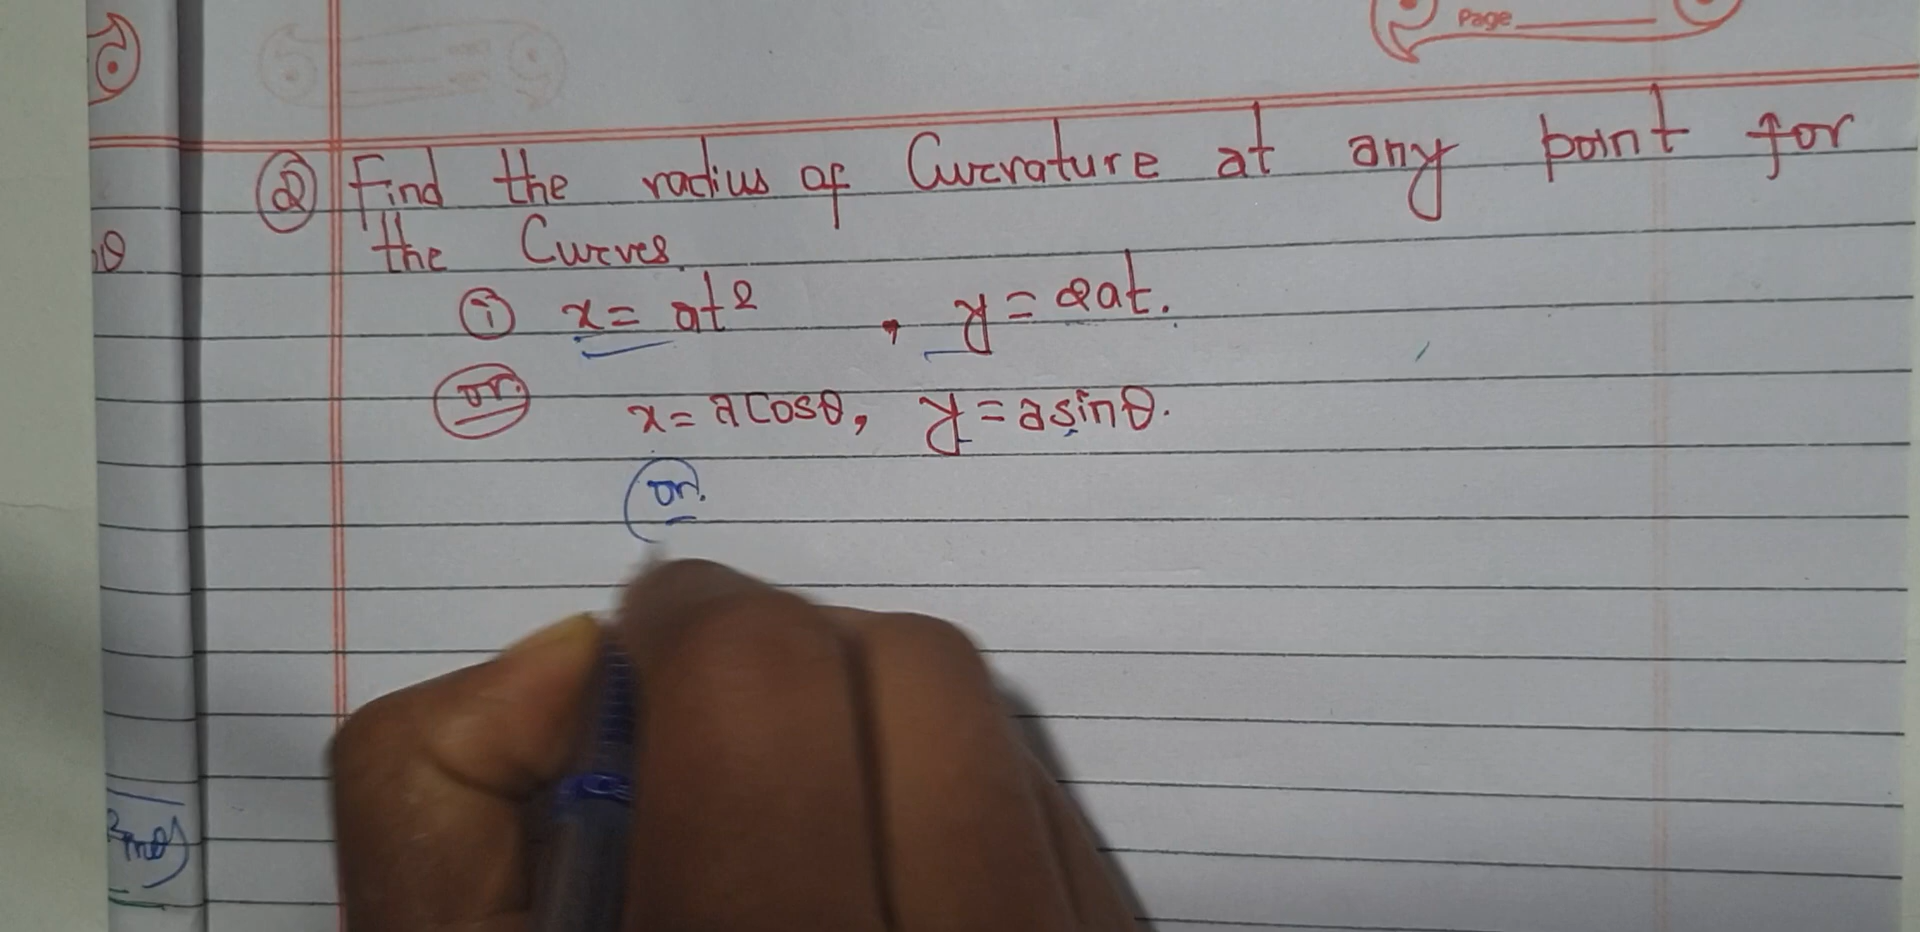 Page
② Find the radius of Curvature at any point for
the Curves.
ⓘ x = at², y = 2at.
or. x = a cosθ, y = a sinθ.
or.
θ